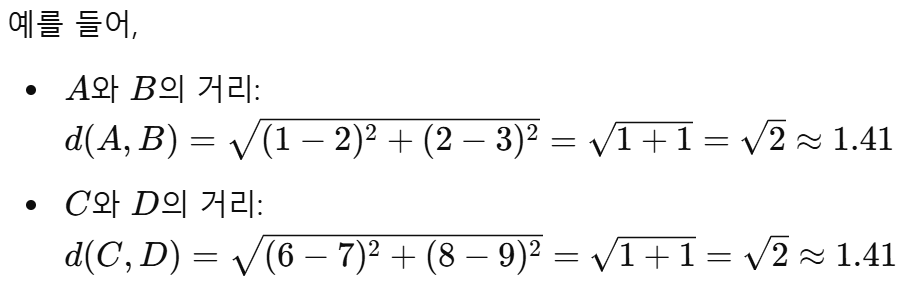 예를 들어,
• A와 B의 거리:
d(A, B) = √((1 − 2)² + (2 − 3)²) = √(1 + 1) = √2 ≈ 1.41
• C와 D의 거리:
d(C, D) = √((6 − 7)² + (8 − 9)²) = √(1 + 1) = √2 ≈ 1.41